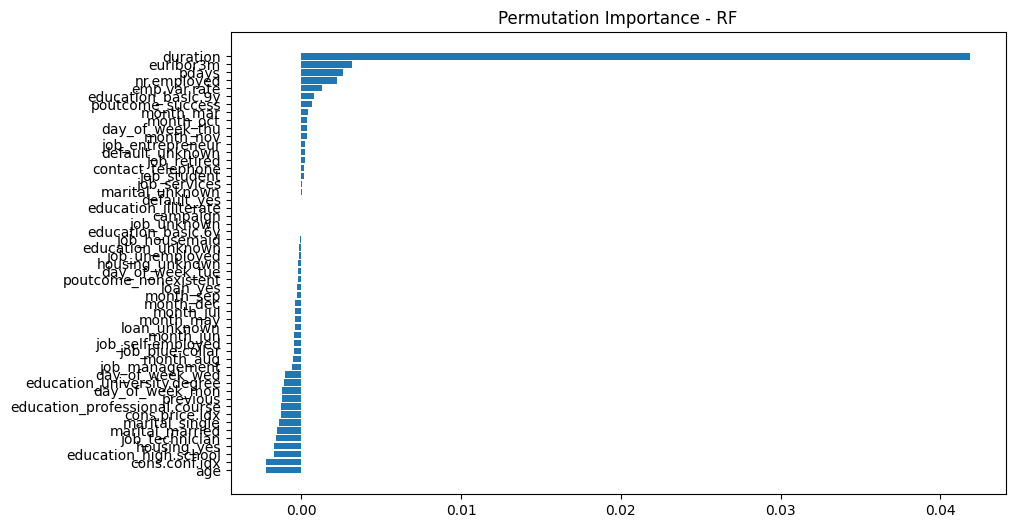 Permutation Importance - RF
duration
euribor3m
pdays
nr.employed
emp.var.rate
education_basic.9y
poutcome_success
month_mar
month_oct
day_of_week_thu
month_nov
job_entrepreneur
default_unknown
job_retired
contact_telephone
job_student
job_services
marital_unknown
default_yes
education_illiterate
campaign
job_unknown
education_basic.6y
job_housemaid
education_unknown
job_unemployed
housing_unknown
day_of_week_tue
poutcome_nonexistent
loan_yes
month_sep
month_dec
month_jul
month_may
loan_unknown
month_jun
job_self-employed
job_blue-collar
month_aug
job_management
day_of_week_wed
education_university.degree
day_of_week_mon
previous
education_professional.course
cons.price.idx
marital_single
marital_married
job_technician
housing_yes
education_high.school
cons.conf.idx
age
0.00 0.01 0.02 0.03 0.04